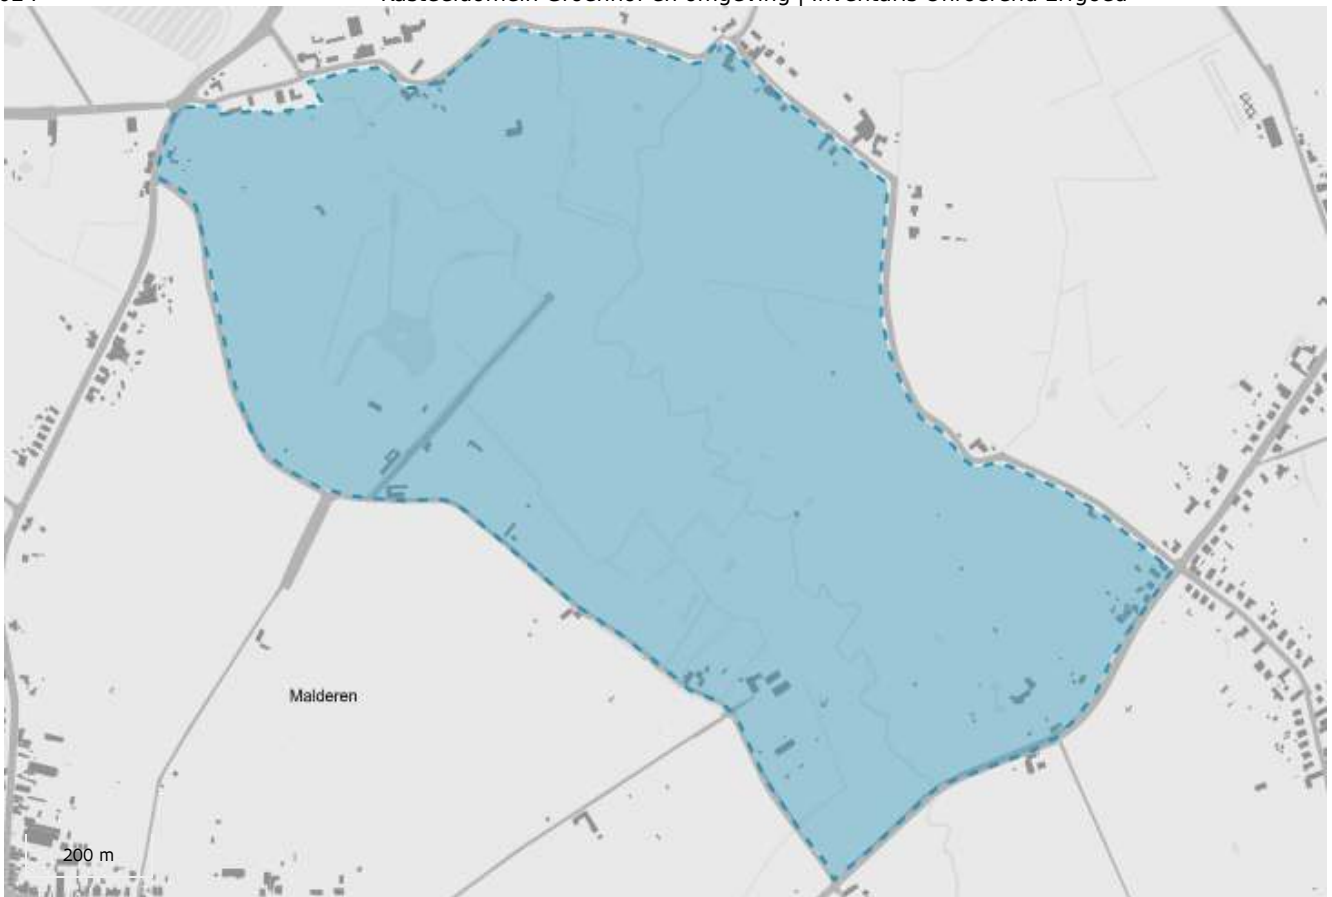 Kasteeldomein Groenhof en omgeving | Inventaris Onroerend Erfgoed
Malderen
200 m